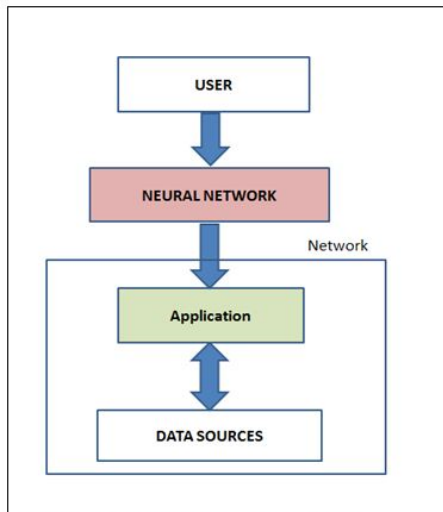 USER
NEURAL NETWORK
Network
Application
DATA SOURCES